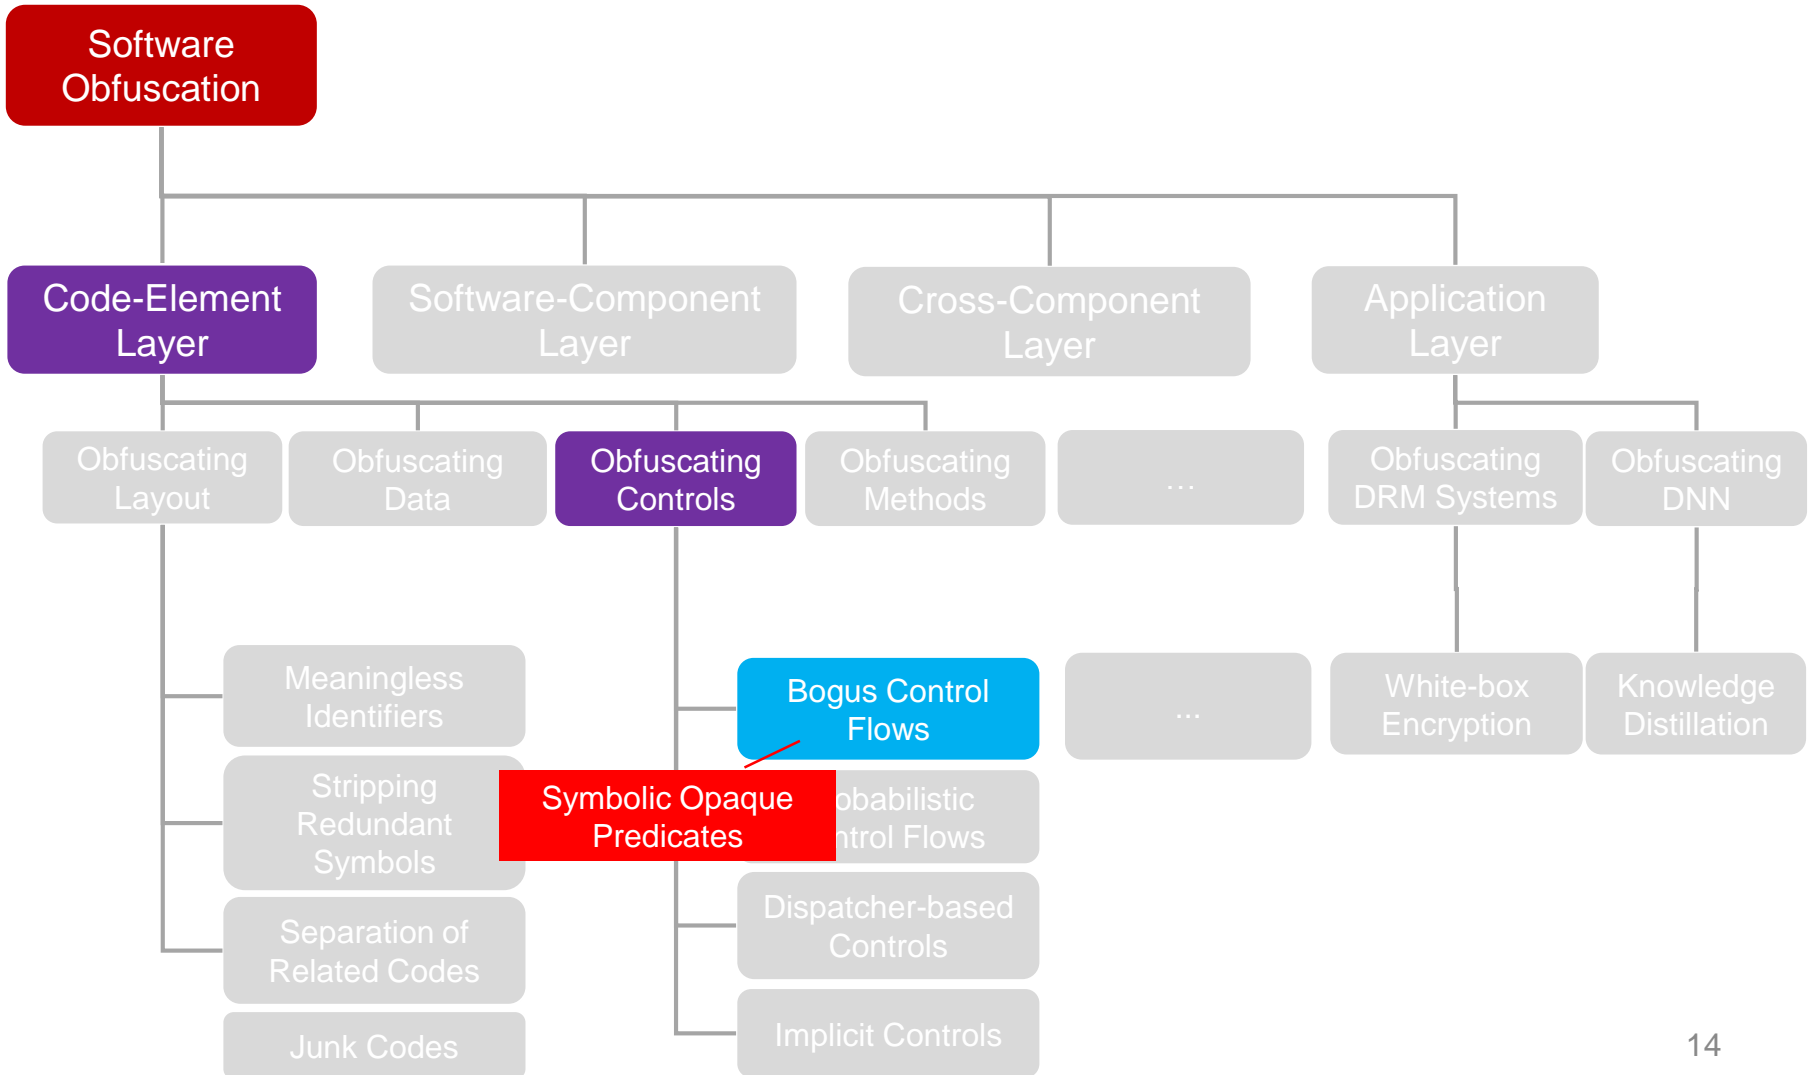 Software
Obfuscation
Code-Element
Layer
Software-Component
Layer
Cross-Component
Layer
Application
Layer
Obfuscating
Layout
Obfuscating
Data
Obfuscating
Controls
Obfuscating
Methods
...
Obfuscating
DRM Systems
Obfuscating
DNN
Meaningless
Identifiers
Bogus Control
Flows
...
White-box
Encryption
Knowledge
Distillation
Stripping
Redundant
Symbols
Symbolic Opaque
Predicates
obabilistic
ntrol Flows
Separation of
Related Codes
Dispatcher-based
Controls
Junk Codes
Implicit Controls
14